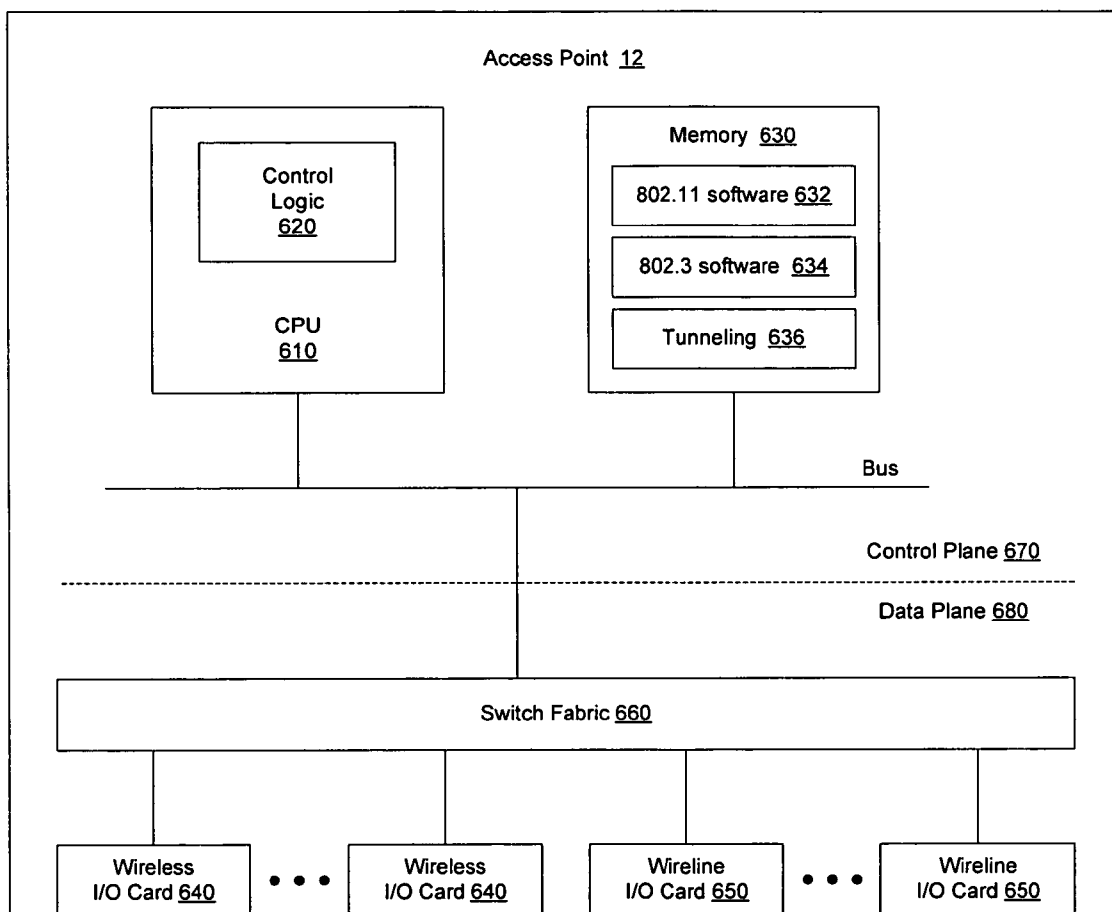 Access Point 12
Control
Logic
620
CPU
610
Memory 630
802.11 software 632
802.3 software 634
Tunneling 636
Bus
Control Plane 670
Data Plane 680
Switch Fabric 660
Wireless
I/O Card 640
Wireless
I/O Card 640
Wireline
I/O Card 650
Wireline
I/O Card 650